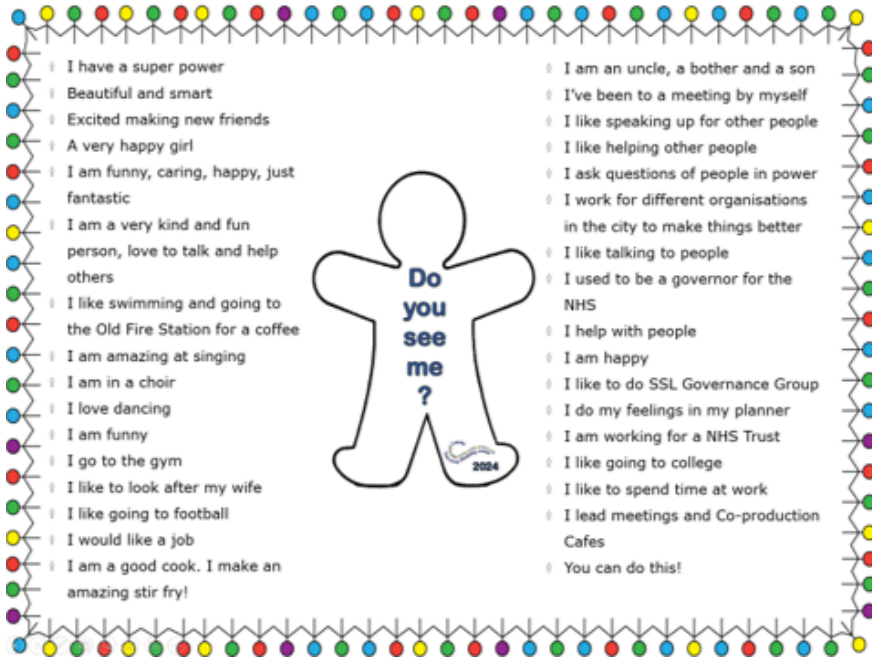 I have a super power
Beautiful and smart
Excited making new friends
A very happy girl
I am funny, caring, happy, just
fantastic
I am a very kind and fun
person, love to talk and help
others
I like swimming and going to
the Old Fire Station for a coffee
I am amazing at singing
I am in a choir
I love dancing
I am funny
I go to the gym
I like to look after my wife
I like going to football
I would like a job
I am a good cook. I make an
amazing stir fry!
Do
you
see
me
?
2024
I am an uncle, a bother and a son
I've been to a meeting by myself
I like speaking up for other people
I like helping other people
I ask questions of people in power
I work for different organisations
in the city to make things better
I like talking to people
I used to be a governor for the
NHS
I help with people
I am happy
I like to do SSL Governance Group
I do my feelings in my planner
I am working for a NHS Trust
I like going to college
I like to spend time at work
I lead meetings and Co-production
Cafes
You can do this!